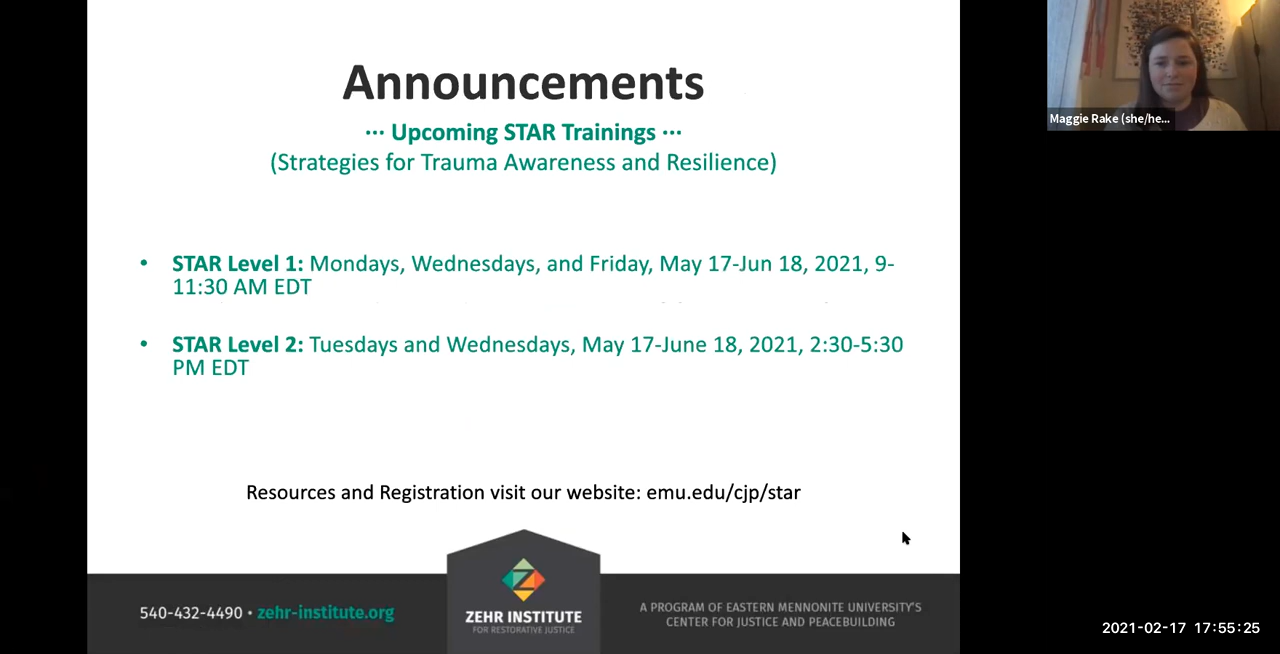 Announcements
··· Upcoming STAR Trainings ···
(Strategies for Trauma Awareness and Resilience)
• STAR Level 1: Mondays, Wednesdays, and Friday, May 17-Jun 18, 2021, 9-
11:30 AM EDT
• STAR Level 2: Tuesdays and Wednesdays, May 17-June 18, 2021, 2:30-5:30
PM EDT
Resources and Registration visit our website: emu.edu/cjp/star
540-432-4490 • zehr-institute.org
ZEHR INSTITUTE
FOR RESTORATIVE JUSTICE
A PROGRAM OF EASTERN MENNONITE UNIVERSITY'S
CENTER FOR JUSTICE AND PEACEBUILDING
Maggie Rake (she/he...
2021-02-17 17:55:25